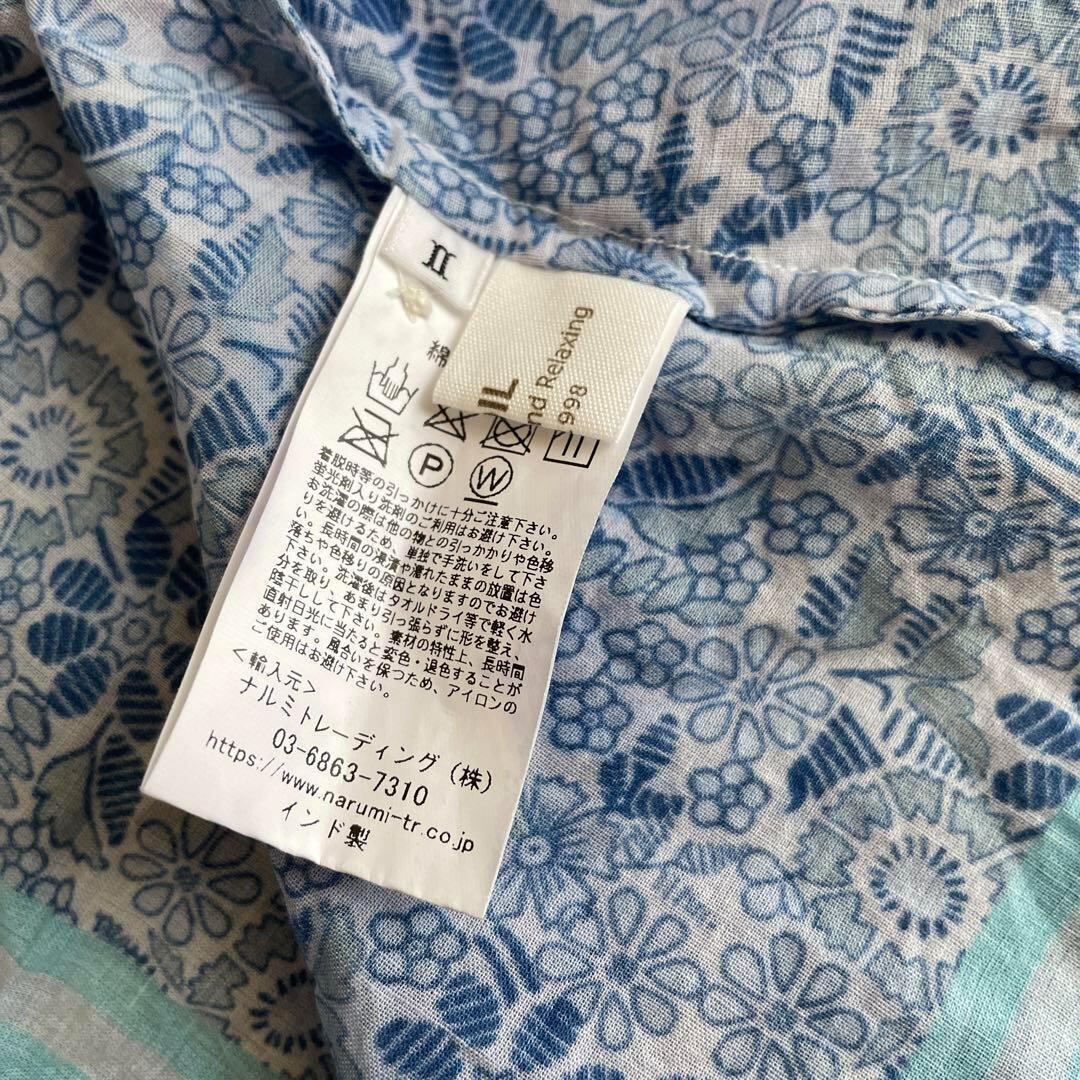 II
IL
nd Relaxing
998
綿
P
W
着脱時等の引っかけに十分ご注意下さい。
蛍光剤入り洗剤のご利用はお避け下さい。
お洗濯の際は他の物との引っかかりや色移
りを避けるため、単独で手洗いをして下さ
い。長時間の浸漬や濡れたままの放置は色
落ちや色移りの原因となりますのでお避け
下さい。洗濯後はタオルドライ等で軽く水
分を取り、あまり引っ張らずに形を整え、
陰干しして下さい。素材の特性上、長時間
直射日光に当たると変色・退色することが
あります。風合いを保つため、アイロンの
ご使用はお避け下さい。
<輸入元>
ナルミトレーディング(株)
03-6863-7310
https://www.narumi-tr.co.jp
インド製